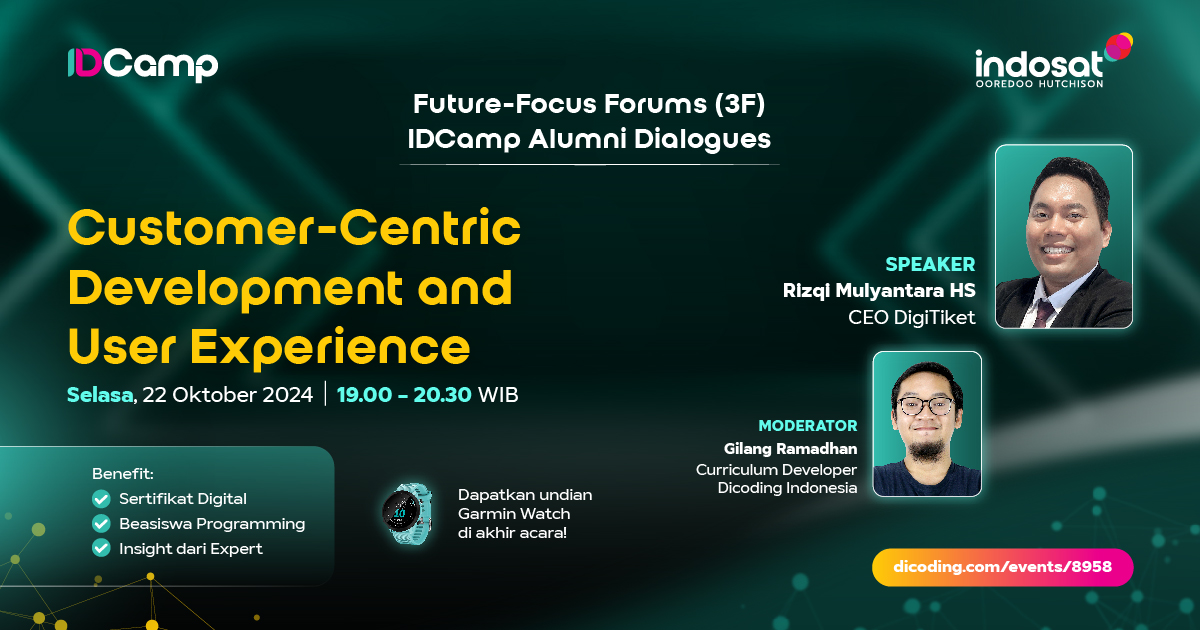 IDCamp
indosat
OOREDOO HUTCHISON
Future-Focus Forums (3F)
IDCamp Alumni Dialogues
Customer-Centric
Development and
User Experience
Selasa, 22 Oktober 2024 | 19.00 - 20.30 WIB
SPEAKER
Rizqi Mulyantara HS
CEO DigiTiket
MODERATOR
Gilang Ramadhan
Curriculum Developer
Dicoding Indonesia
Benefit:
Sertifikat Digital
Beasiswa Programming
Insight dari Expert
10
Dapatkan undian
Garmin Watch
di akhir acara!
dicoding.com/events/8958